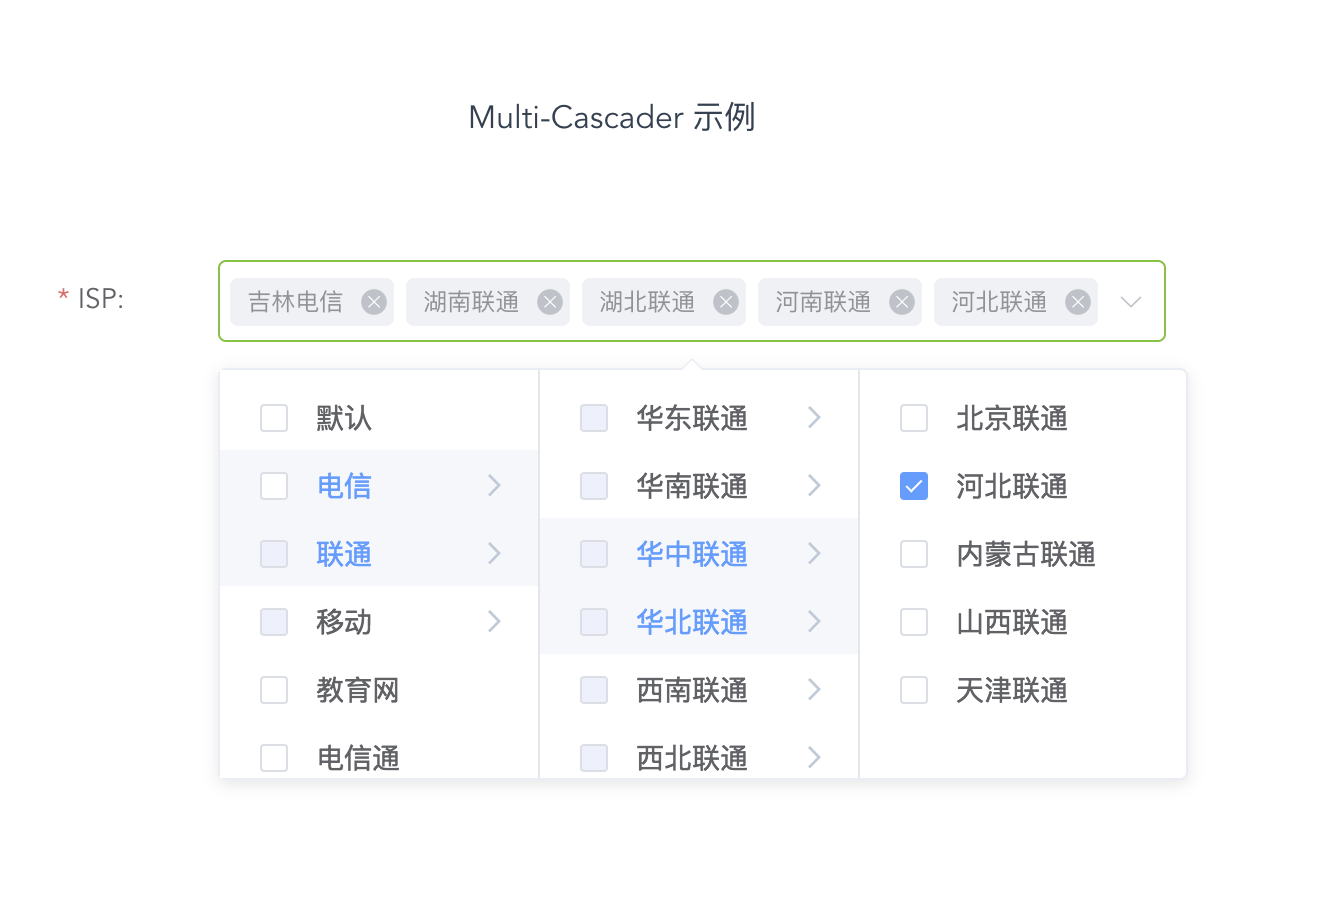 Multi-Cascader 示例
* ISP:
吉林电信
湖南联通
湖北联通
河南联通
河北联通
默认
电信
联通
移动
教育网
电信通
华东联通
华南联通
华中联通
华北联通
西南联通
西北联通
北京联通
河北联通
内蒙古联通
山西联通
天津联通